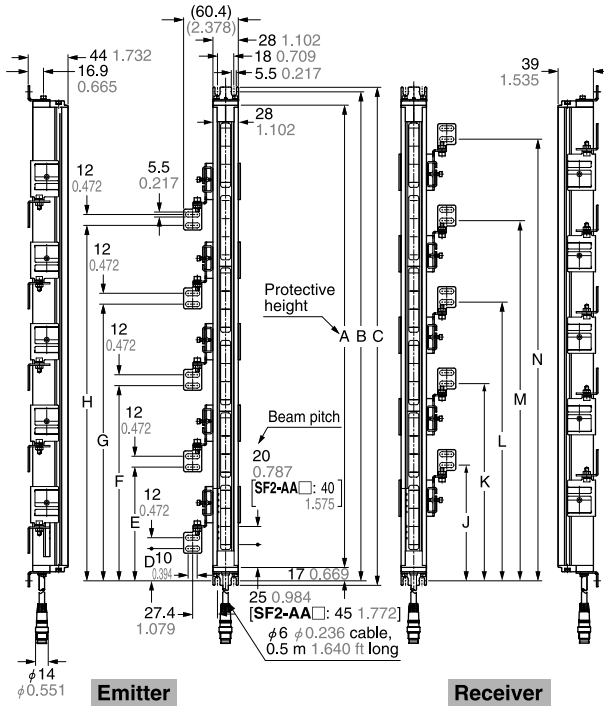 (60.4)
(2.378)
44 1.732
28 1.102
16.9
0.665
18 0.709
5.5 0.217
39
1.535
28
1.102
12
0.472
5.5
0.217
12
0.472
Protective
height
A
B
C
12
0.472
N
H
M
G
12
0.472
Beam pitch
L
F
20
0.787
[SF2-AA□: 40
1.575]
K
12
0.472
E
J
D
10
0.394
17 0.669
27.4
1.079
25 0.984
[SF2-AA□: 45 1.772]
ϕ6 ϕ0.236 cable,
0.5 m 1.640 ft long
ϕ14
ϕ0.551
Emitter
Receiver